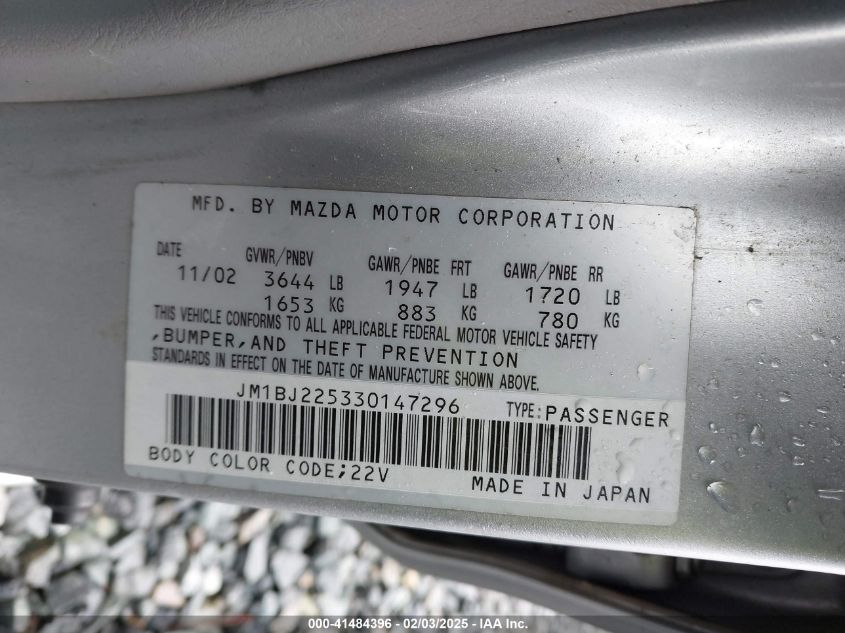 MFD. BY MAZDA MOTOR CORPORATION
DATE GVWR/PNBV GAWR/PNBE FRT GAWR/PNBE RR
11/02 3644 LB 1947 LB 1720 LB
1653 KG 883 KG 780 KG
THIS VEHICLE CONFORMS TO ALL APPLICABLE FEDERAL MOTOR VEHICLE SAFETY
,BUMPER,AND THEFT PREVENTION
STANDARDS IN EFFECT ON THE DATE OF MANUFACTURE SHOWN ABOVE.
JM1BJ225330147296 TYPE:PASSENGER
BODY COLOR CODE;22V MADE IN JAPAN
000-41484396 - 02/03/2025 - IAA Inc.